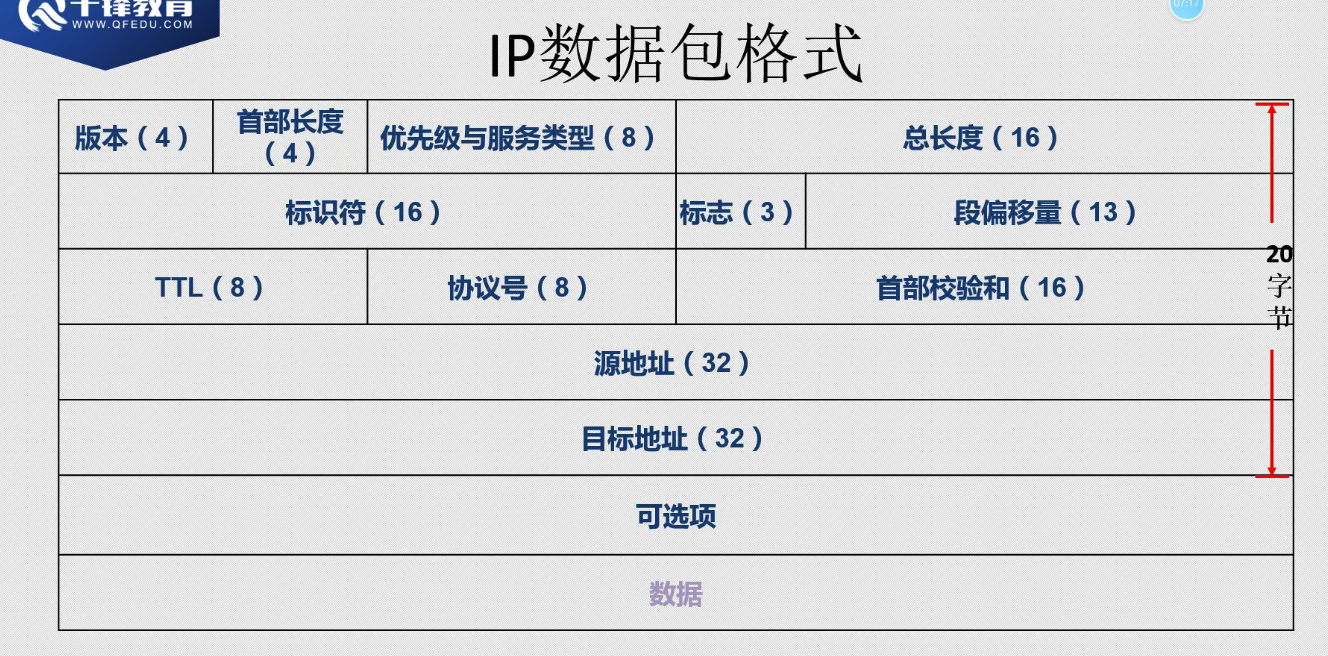 千锋教育
WWW.QFEDU.COM
07:17
IP数据包格式
版本（4）
首部长度
（4）
优先级与服务类型（8）
总长度（16）
标识符（16）
标志（3）
段偏移量（13）
20
字
节
TTL（8）
协议号（8）
首部校验和（16）
源地址（32）
目标地址（32）
可选项
数据